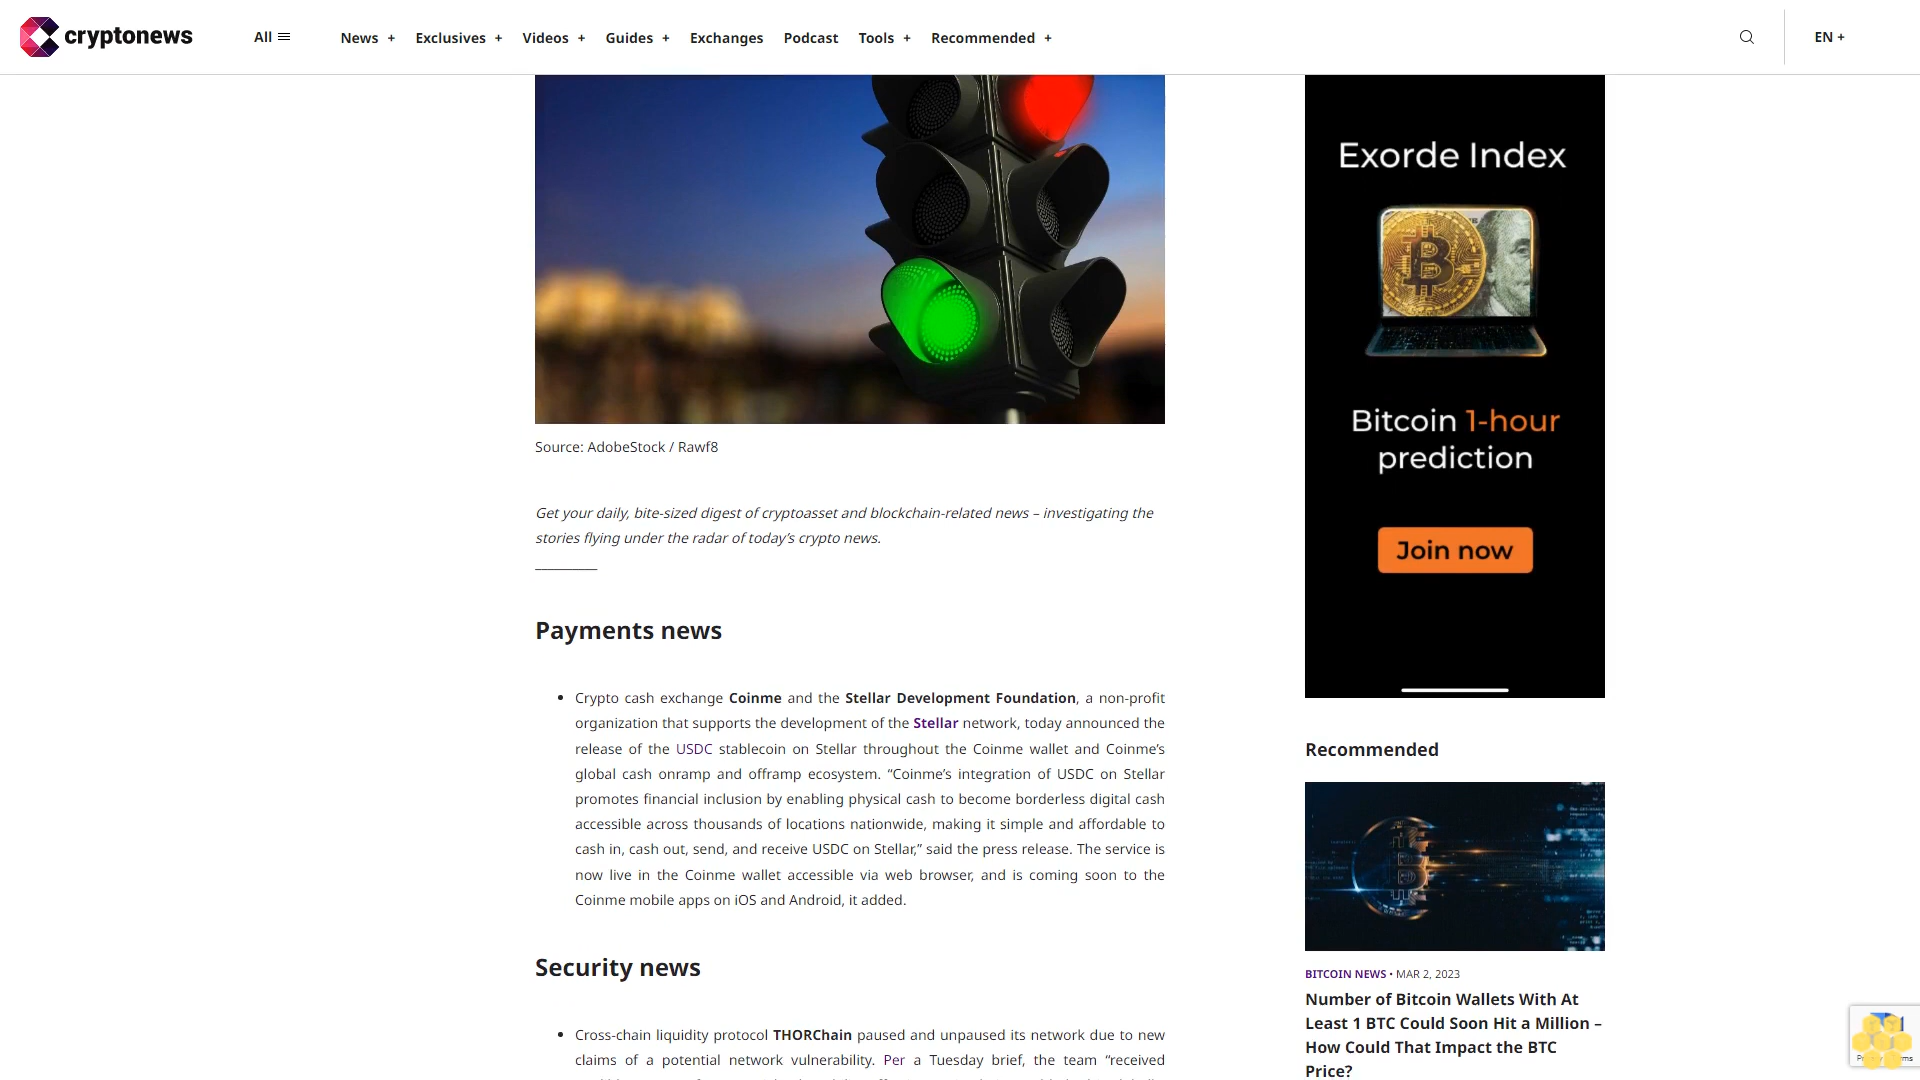 cryptonews
All
News +
Exclusives +
Videos +
Guides +
Exchanges
Podcast
Tools +
Recommended +
EN +
Source: AdobeStock / Rawf8
Get your daily, bite-sized digest of cryptoasset and blockchain-related news – investigating the
stories flying under the radar of today’s crypto news.
__________
Payments news
Crypto cash exchange Coinme and the Stellar Development Foundation, a non-profit
organization that supports the development of the Stellar network, today announced the
release of the USDC stablecoin on Stellar throughout the Coinme wallet and Coinme’s
global cash onramp and offramp ecosystem. “Coinme’s integration of USDC on Stellar
promotes financial inclusion by enabling physical cash to become borderless digital cash
accessible across thousands of locations nationwide, making it simple and affordable to
cash in, cash out, send, and receive USDC on Stellar,” said the press release. The service is
now live in the Coinme wallet accessible via web browser, and is coming soon to the
Coinme mobile apps on iOS and Android, it added.
Security news
Cross-chain liquidity protocol THORChain paused and unpaused its network due to new
claims of a potential network vulnerability. Per a Tuesday brief, the team “received
Exorde Index
Bitcoin 1-hour
prediction
Join now
Recommended
BITCOIN NEWS • MAR 2, 2023
Number of Bitcoin Wallets With At
Least 1 BTC Could Soon Hit a Million –
How Could That Impact the BTC
Price?